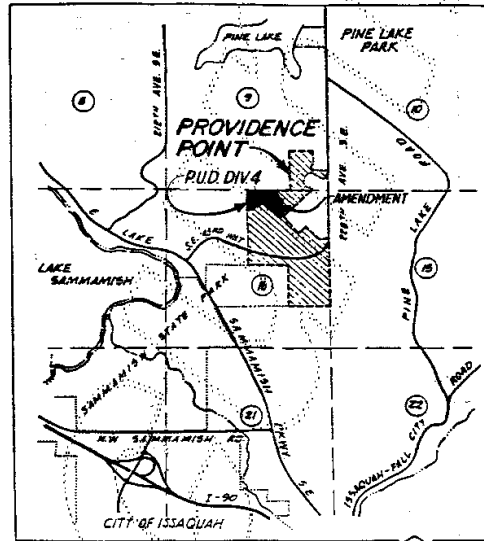 PINE LAKE
PINE LAKE
PARK
8
9
10
212TH AVE. S.E.
PROVIDENCE
POINT
P.U.D. DIV. 4
228TH AVE. S.E.
AMENDMENT
E. LAKE SAMMAMISH PKWY S.E.
S.E. 43RD WAY
PINE LAKE ROAD
LAKE
SAMMAMISH
SAMMAMISH STATE PARK
16
15
21
22
N.W. SAMMAMISH RD
I-90
ISSAQUAH-FALL CITY ROAD
CITY OF ISSAQUAH